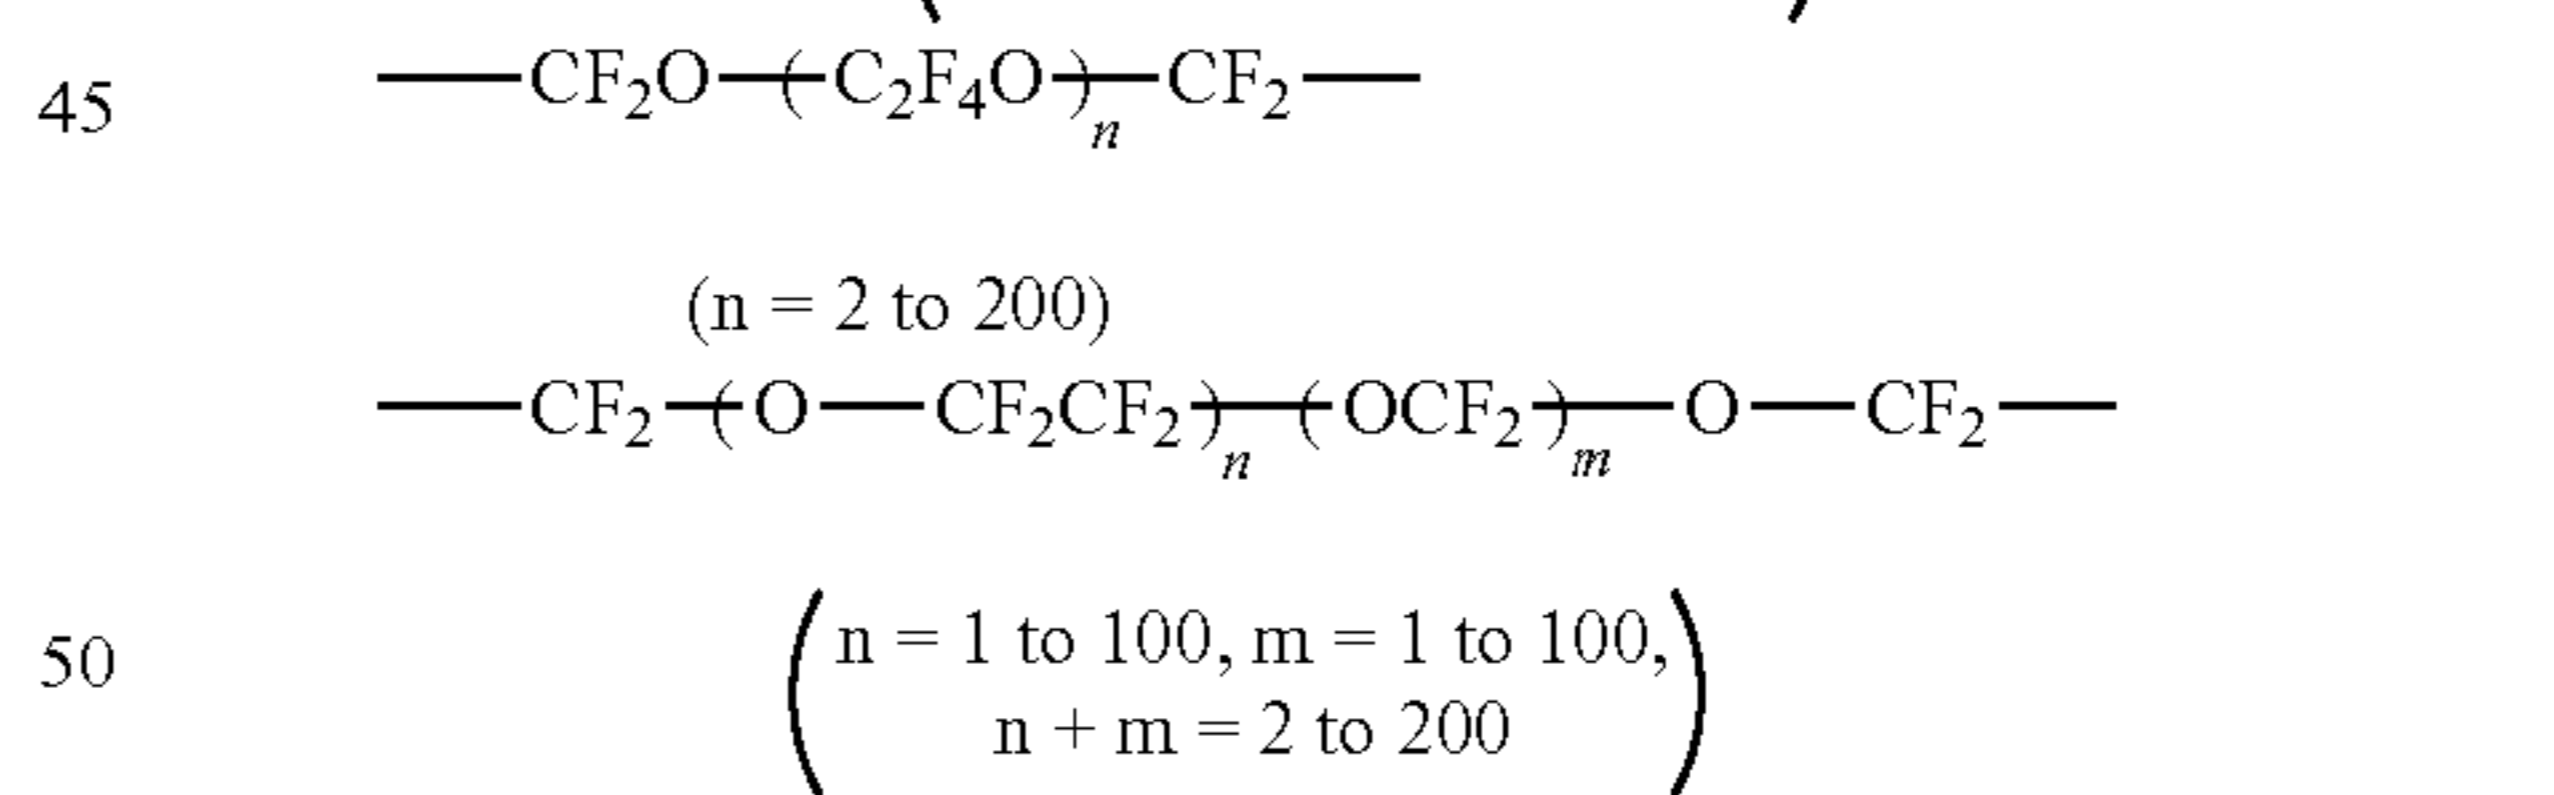 45 —CF₂O—(C₂F₄O)ₙ—CF₂—
(n = 2 to 200)
—CF₂—(O—CF₂CF₂)ₙ—(OCF₂)ₘ—O—CF₂—
50
(n = 1 to 100, m = 1 to 100,
n + m = 2 to 200)